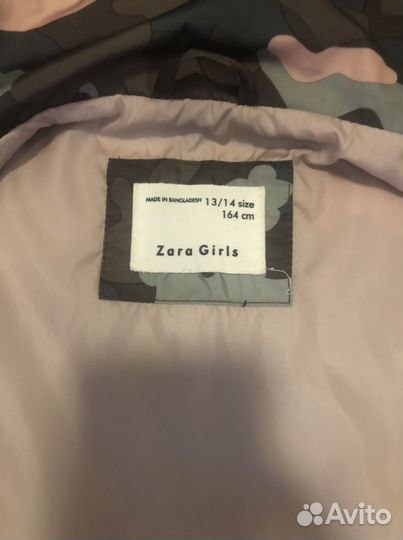 MADE IN BANGLADESH 13/14 size
164 cm
Zara Girls
Avito